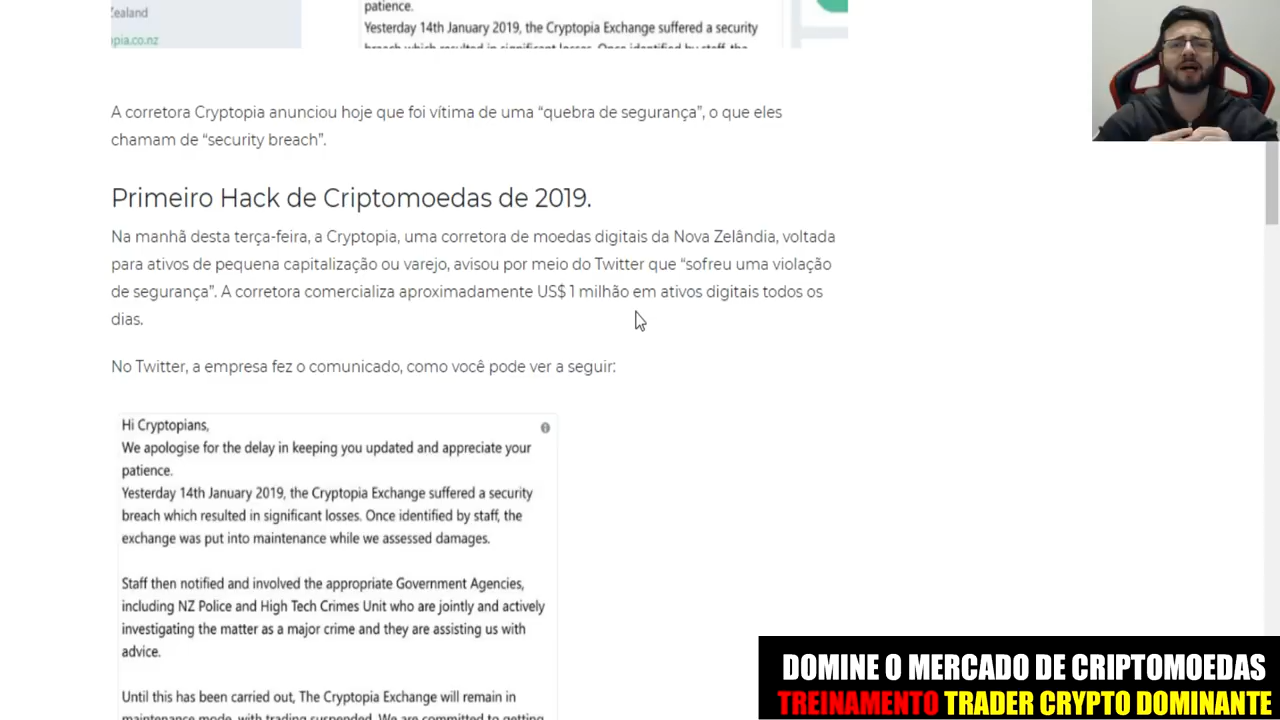 Zealand
pia.co.nz
patience.
Yesterday 14th January 2019, the Cryptopia Exchange suffered a security
breach which resulted in significant losses. Once identified by staff, the
A corretora Cryptopia anunciou hoje que foi vítima de uma “quebra de segurança”, o que eles
chamam de “security breach”.
Primeiro Hack de Criptomoedas de 2019.
Na manhã desta terça-feira, a Cryptopia, uma corretora de moedas digitais da Nova Zelândia, voltada
para ativos de pequena capitalização ou varejo, avisou por meio do Twitter que “sofreu uma violação
de segurança”. A corretora comercializa aproximadamente US$ 1 milhão em ativos digitais todos os
dias.
No Twitter, a empresa fez o comunicado, como você pode ver a seguir:
Hi Cryptopians,
We apologise for the delay in keeping you updated and appreciate your
patience.
Yesterday 14th January 2019, the Cryptopia Exchange suffered a security
breach which resulted in significant losses. Once identified by staff, the
exchange was put into maintenance while we assessed damages.
Staff then notified and involved the appropriate Government Agencies,
including NZ Police and High Tech Crimes Unit who are jointly and actively
investigating the matter as a major crime and they are assisting us with
advice.
Until this has been carried out, The Cryptopia Exchange will remain in
maintenance mode, with trading suspended. We are committed to getting
DOMINE O MERCADO DE CRIPTOMOEDAS
TREINAMENTO TRADER CRYPTO DOMINANTE